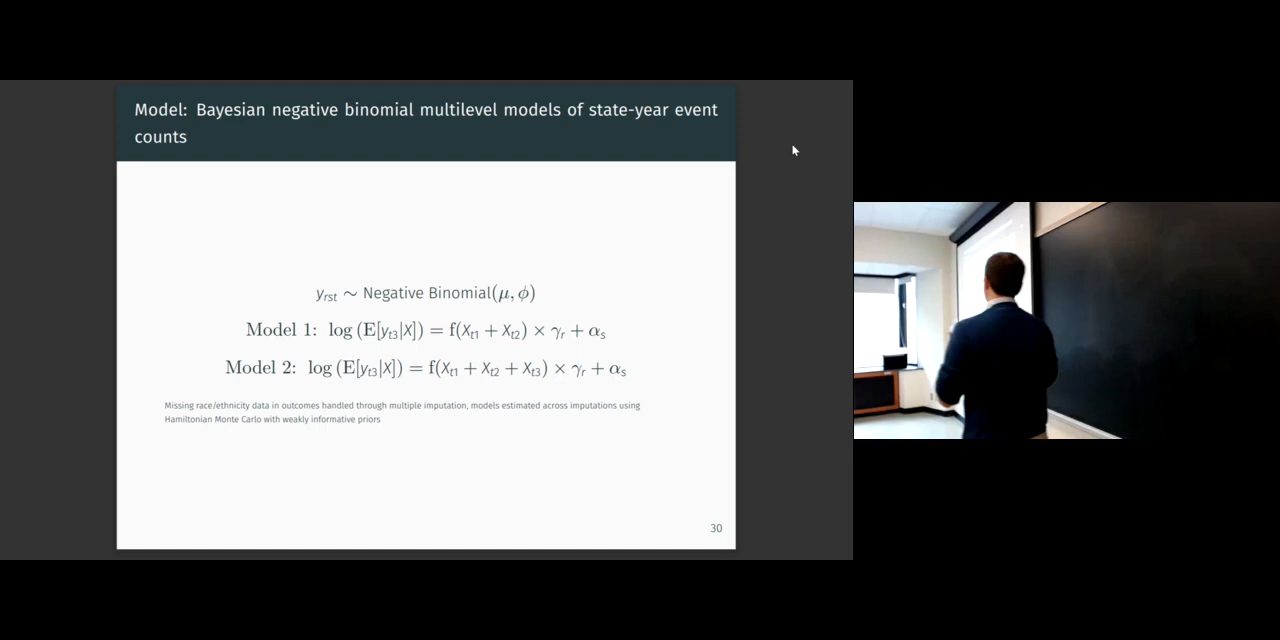 Model: Bayesian negative binomial multilevel models of state-year event
counts
y_rst ∼ Negative Binomial(μ, ϕ)
Model 1: log (E[y_t3|X]) = f(X_t1 + X_t2) × γ_r + α_s
Model 2: log (E[y_t3|X]) = f(X_t1 + X_t2 + X_t3) × γ_r + α_s
Missing race/ethnicity data in outcomes handled through multiple imputation, models estimated across imputations using
Hamiltonian Monte Carlo with weakly informative priors
30